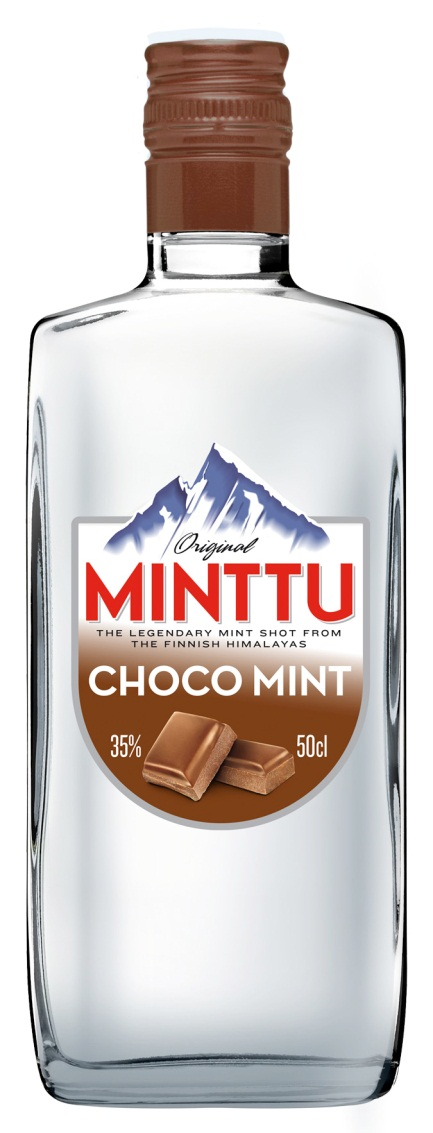 Original
MINTTU
THE LEGENDARY MINT SHOT FROM
THE FINNISH HIMALAYAS
CHOCO MINT
35% 50cl